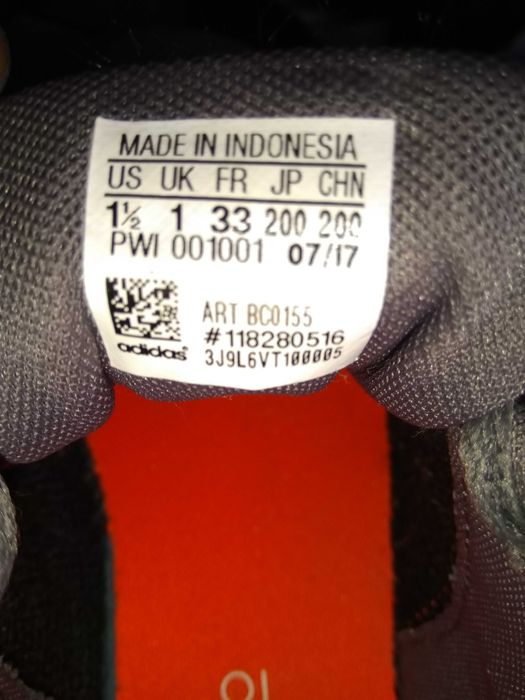 MADE IN INDONESIA
US UK FR JP CHN
1½ 1 33 200 200
PWI 001001 07/17
ART BC0155
#118280516
adidas 3J9L6VT100005